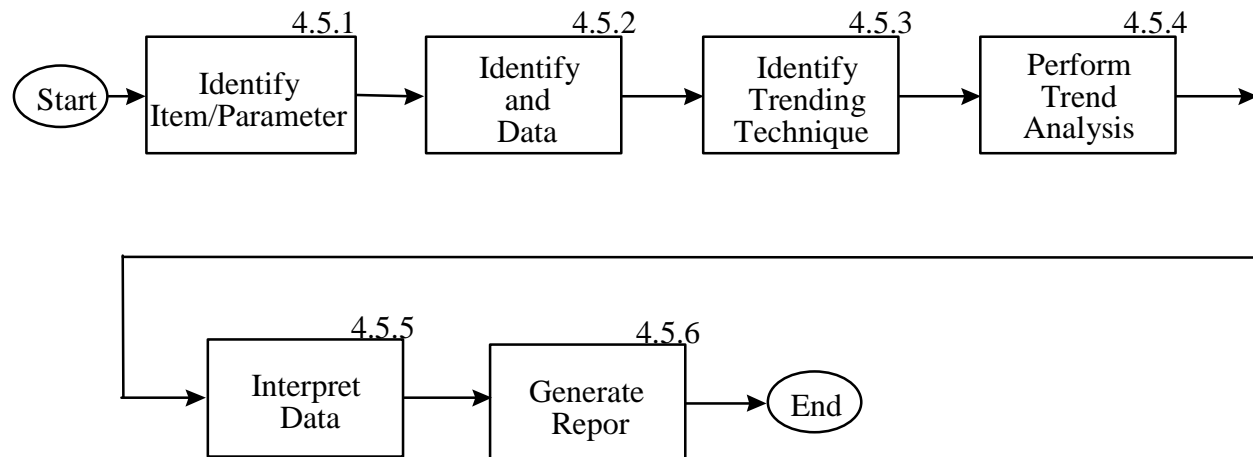 4.5.1
4.5.2
4.5.3
4.5.4
Start
Identify
Item/Parameter
Identify
and
Data
Identify
Trending
Technique
Perform
Trend
Analysis
4.5.5
4.5.6
Interpret
Data
Generate
Repor
End